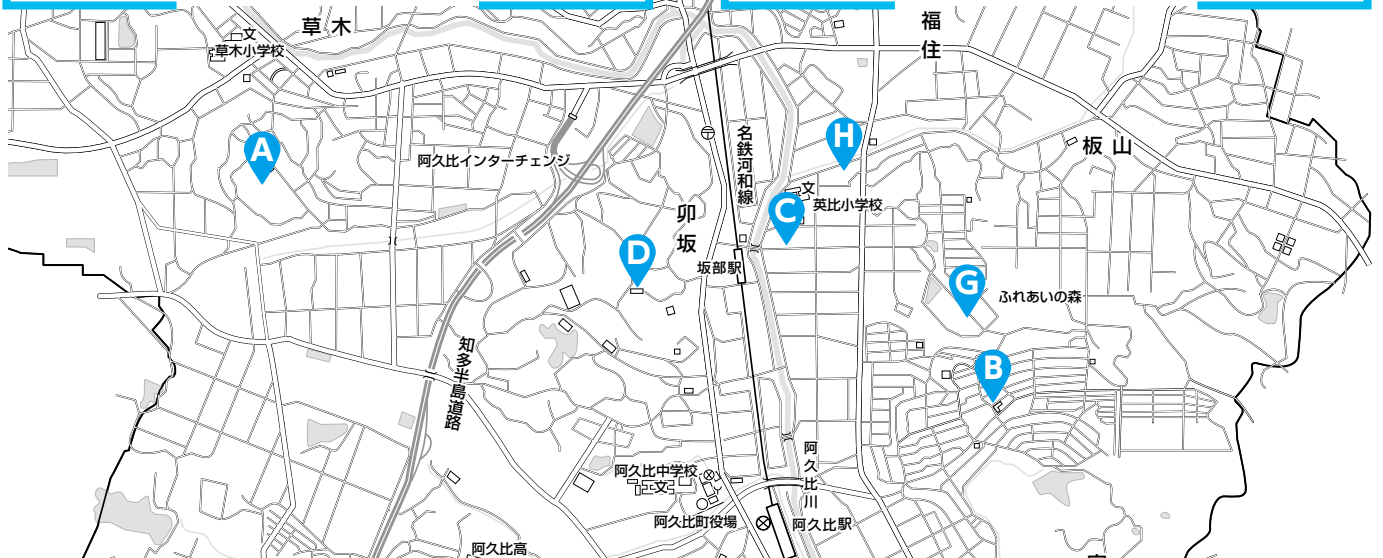 草木
福住
文
草木小学校
A
H
板山
名鉄河和線
阿久比インターチェンジ
文
英比小学校
C
卯坂
D
坂部駅
G
ふれあいの森
知多半島道路
B
阿久比川
阿久比中学校
文
阿久比町役場
阿久比駅
阿久比高